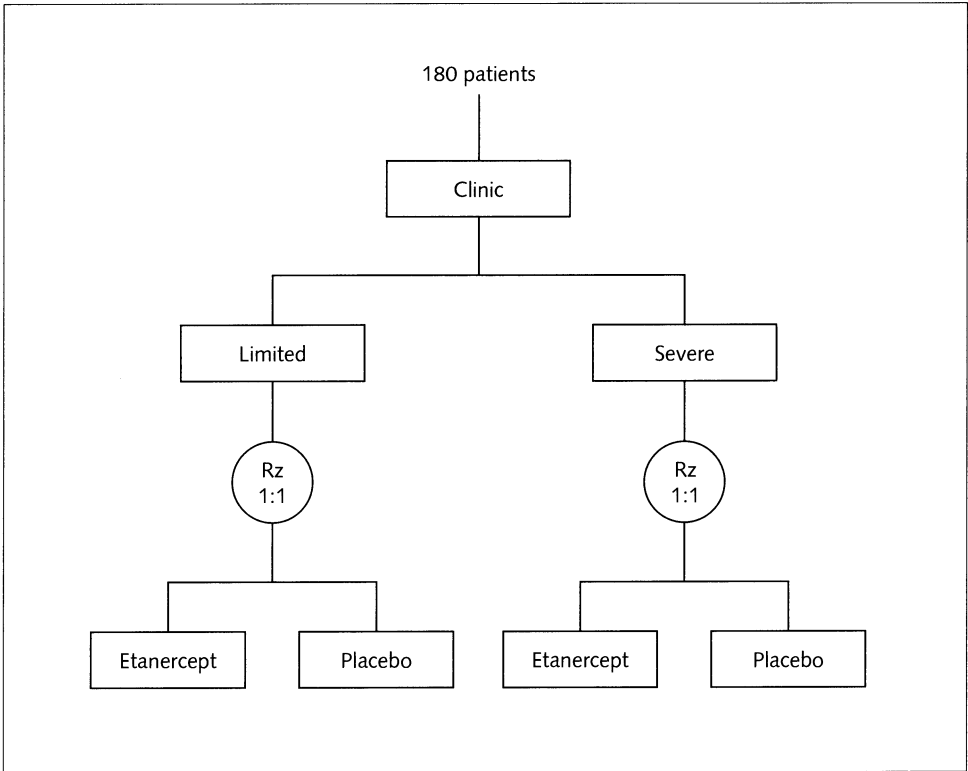 180 patients
Clinic
Limited
Severe
Rz
1:1
Rz
1:1
Etanercept
Placebo
Etanercept
Placebo